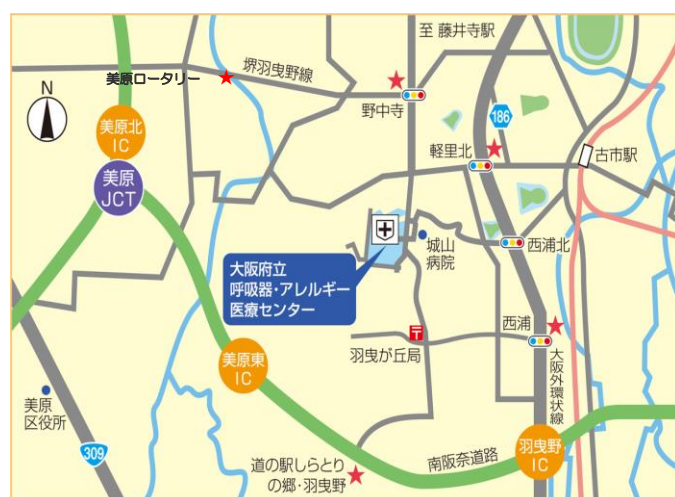 至 藤井寺駅
堺羽曳野線
美原ロータリー
N
野中寺
186
美原北
IC
軽里北
古市駅
美原
JCT
城山
病院
西浦北
大阪府立
呼吸器・アレルギー
医療センター
西浦
羽曳が丘局
大阪外環状線
美原東
IC
美原
区役所
309
道の駅しらとり
の郷・羽曳野
南阪奈道路
羽曳野
IC